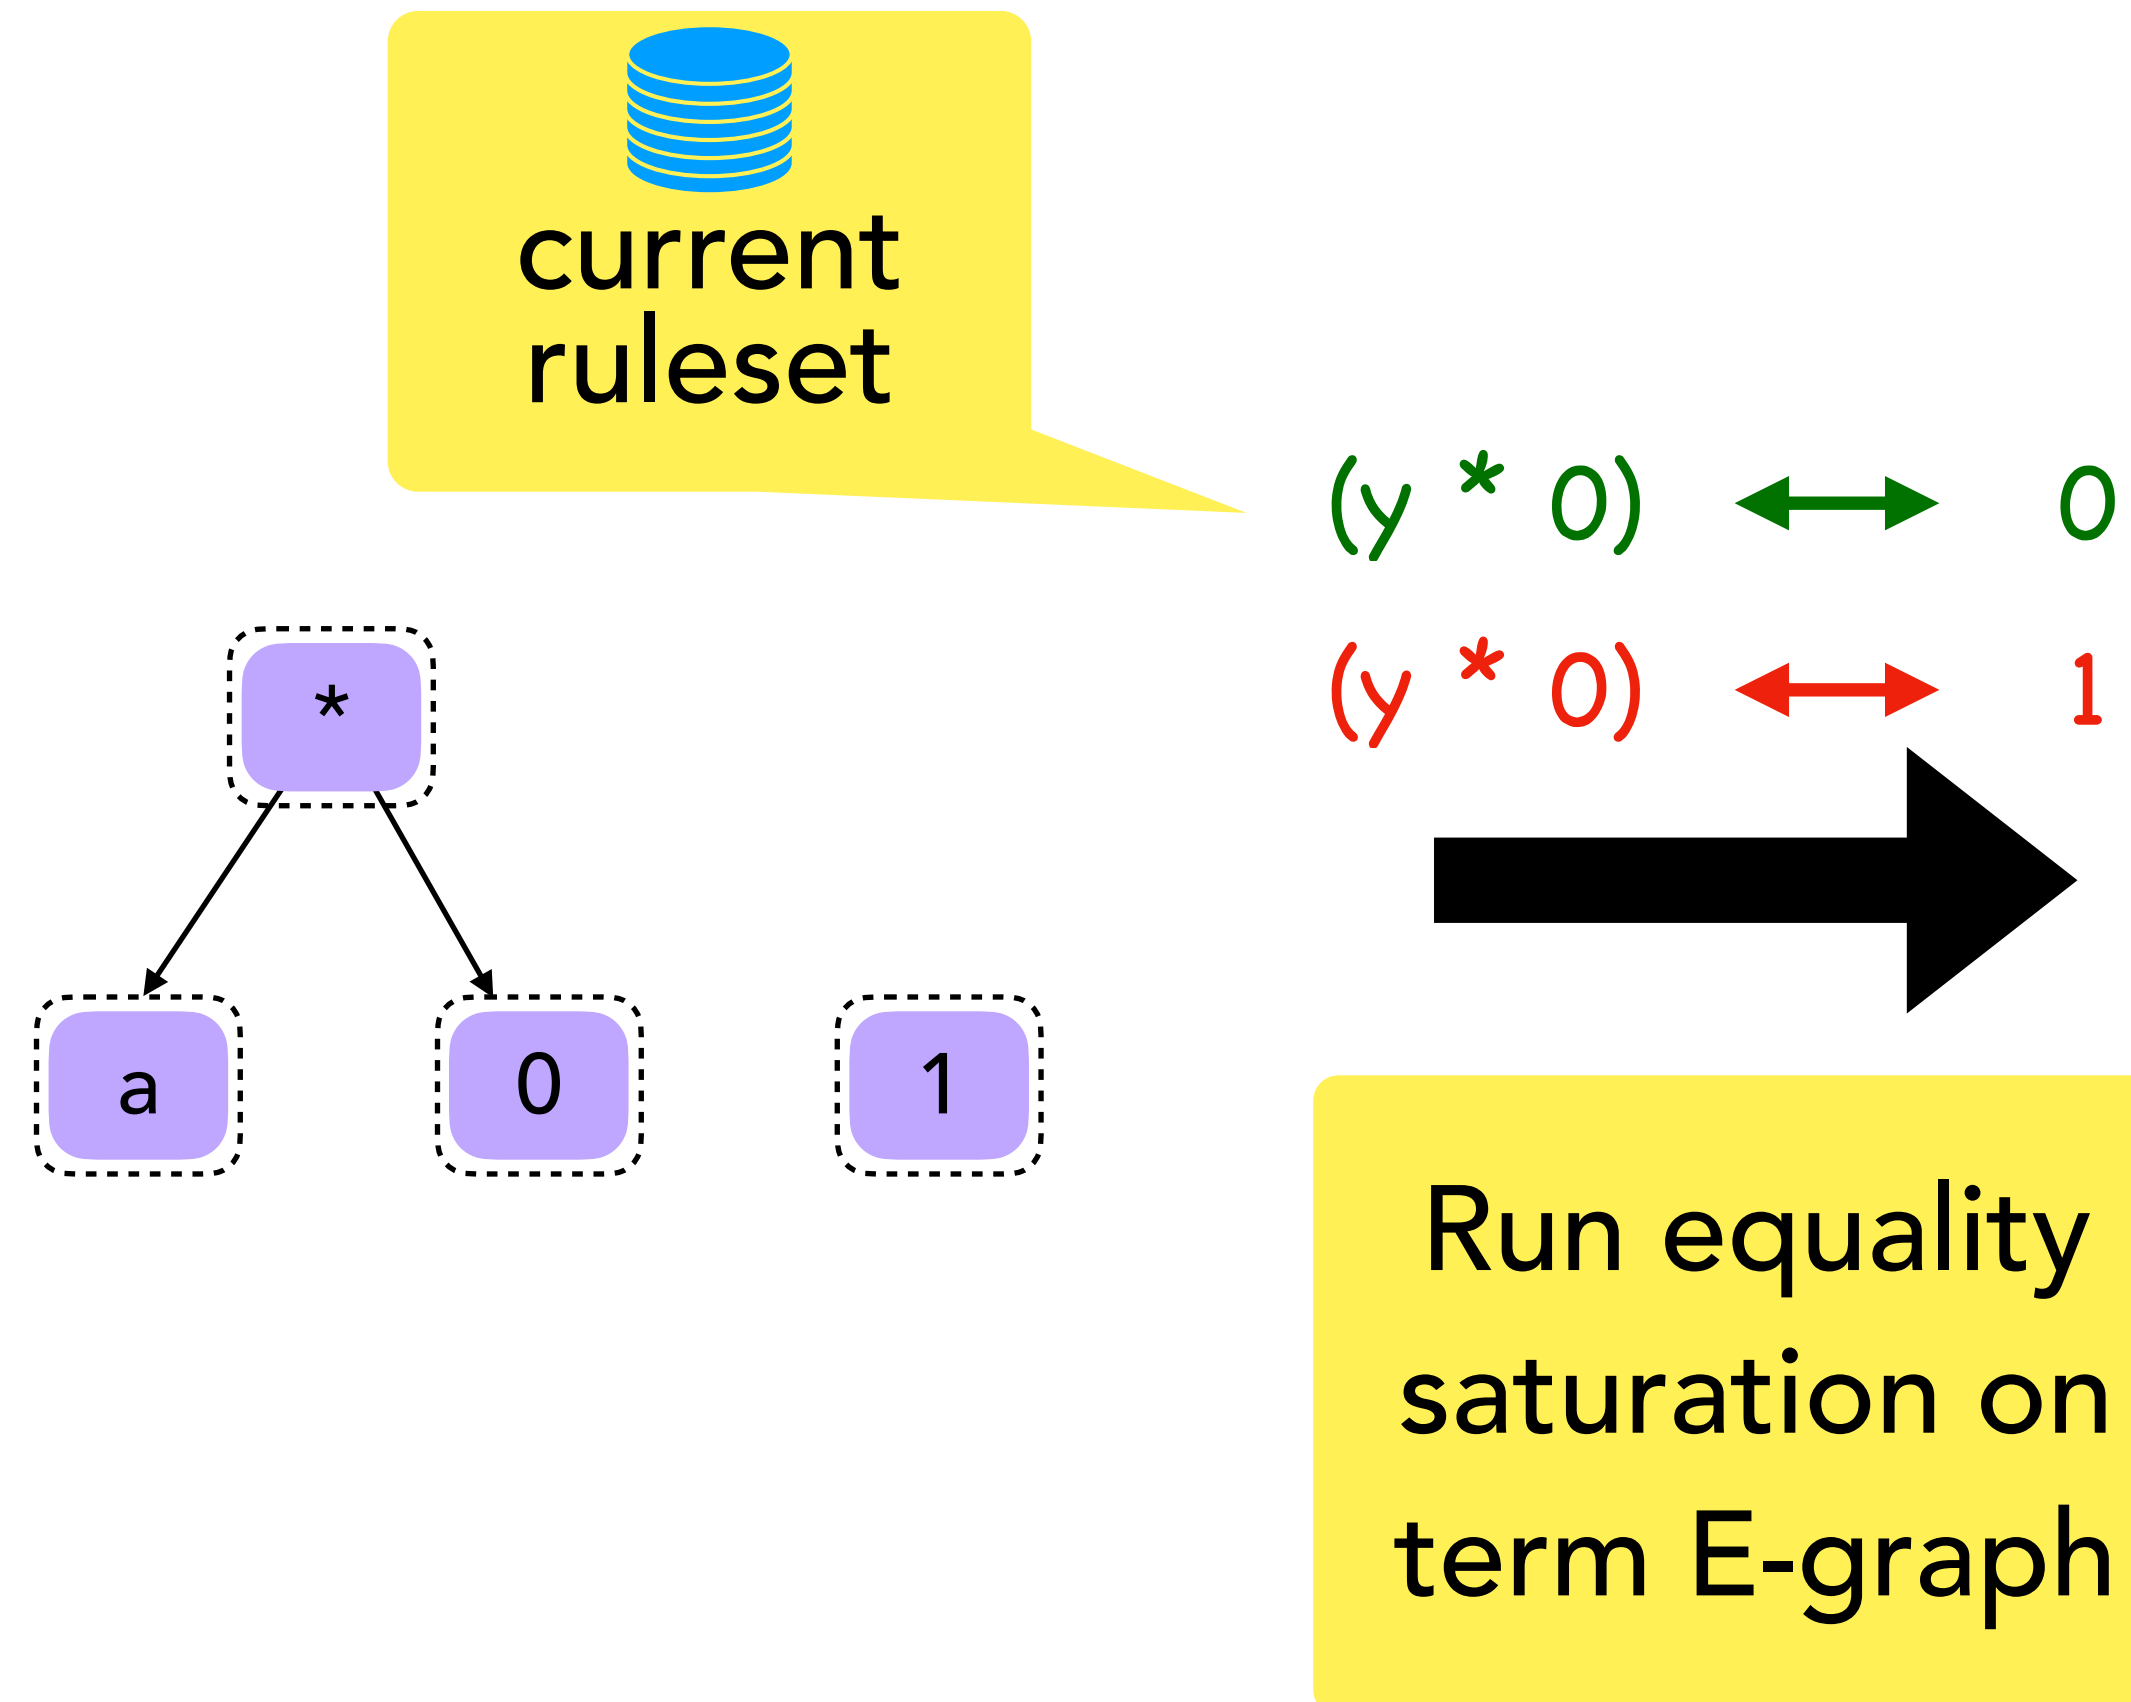 current
ruleset
(y * 0) ↔ 0
(y * 0) ↔ 1
*
a 0 1
Run equality
saturation on
term E-graph